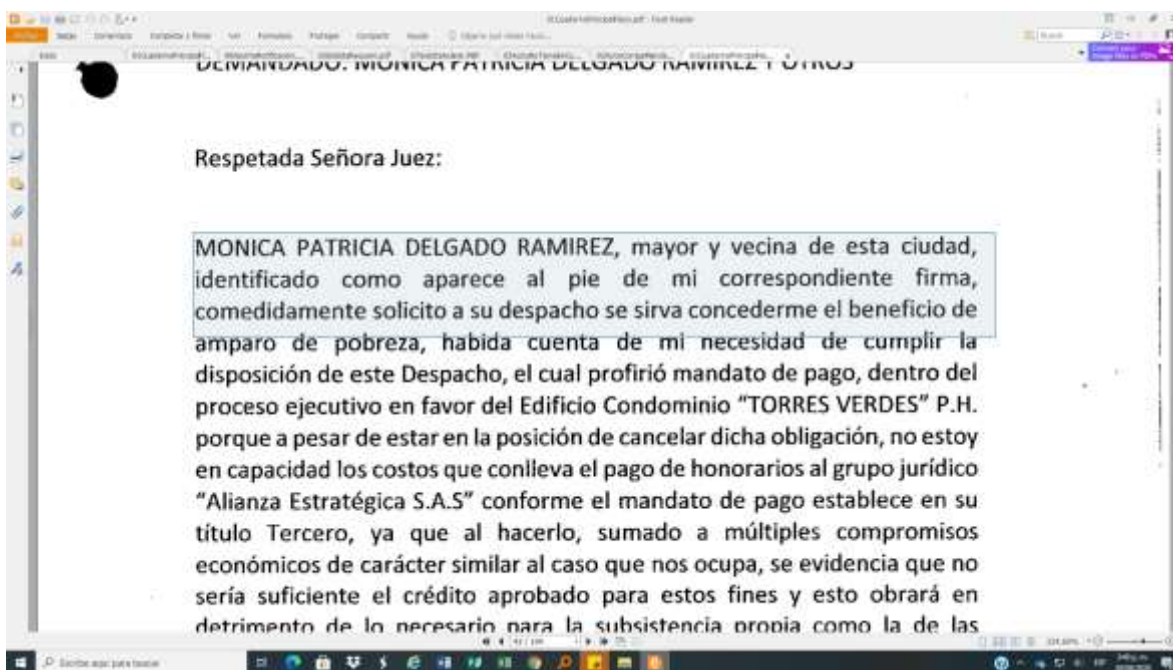 DEMANDADO: MONICA PATRICIA DELGADO RAMIREZ Y OTROS
Respetada Señora Juez:
MONICA PATRICIA DELGADO RAMIREZ, mayor y vecina de esta ciudad,
identificado como aparece al pie de mi correspondiente firma,
comedidamente solicito a su despacho se sirva concederme el beneficio de
amparo de pobreza, habida cuenta de mi necesidad de cumplir la
disposición de este Despacho, el cual profirió mandato de pago, dentro del
proceso ejecutivo en favor del Edificio Condominio "TORRES VERDES" P.H.
porque a pesar de estar en la posición de cancelar dicha obligación, no estoy
en capacidad los costos que conlleva el pago de honorarios al grupo jurídico
"Alianza Estratégica S.A.S" conforme el mandato de pago establece en su
título Tercero, ya que al hacerlo, sumado a múltiples compromisos
económicos de carácter similar al caso que nos ocupa, se evidencia que no
sería suficiente el crédito aprobado para estos fines y esto obrará en
detrimento de lo necesario para la subsistencia propia como la de las